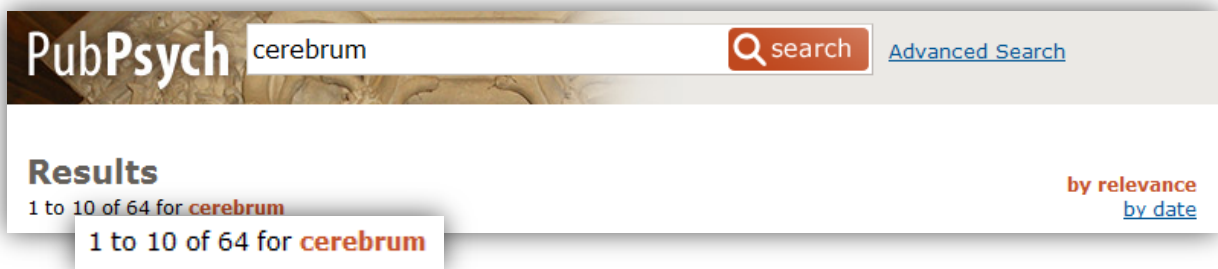 PubPsych cerebrum search Advanced Search
Results
by relevance
1 to 10 of 64 for cerebrum
by date
1 to 10 of 64 for cerebrum